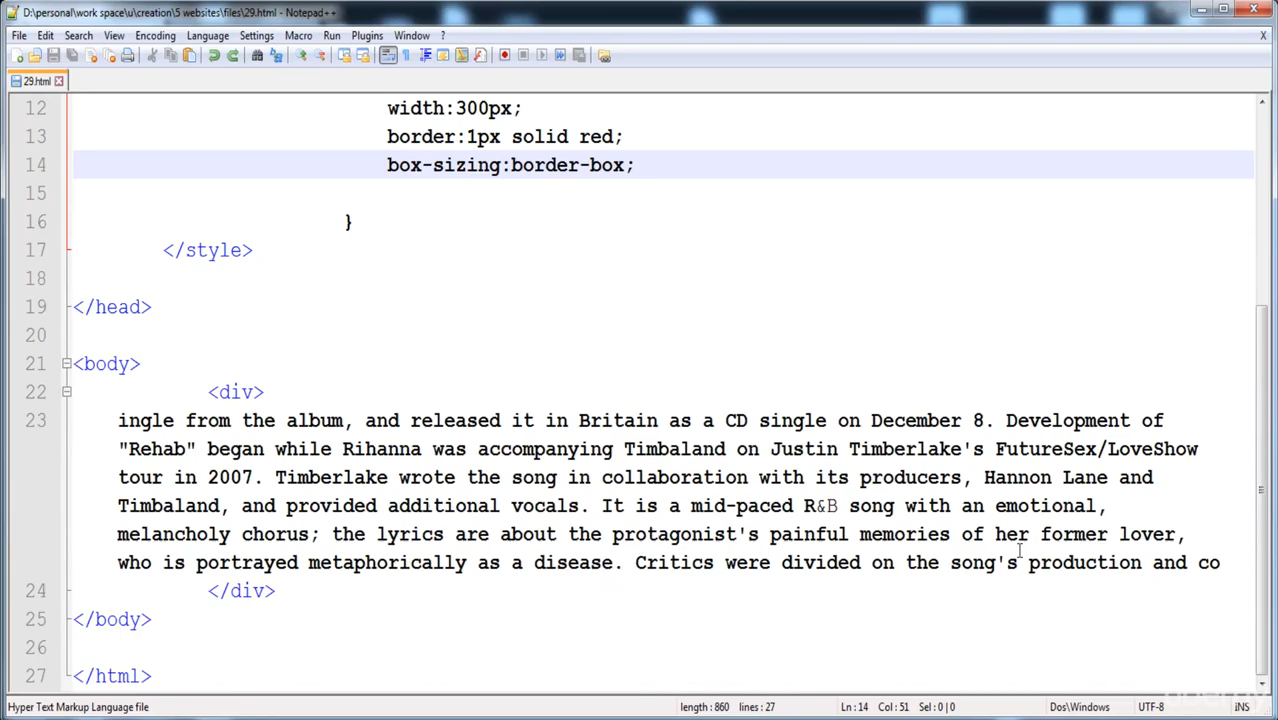 D:\personal\work space\u\creation\5 websites\files\29.html - Notepad++
File Edit Search View Encoding Language Settings Macro Run Plugins Window ? X
29.html
12 width:300px;
13 border:1px solid red;
14 box-sizing:border-box;
15
16 }
17 </style>
18
19 </head>
20
21 <body>
22 <div>
23 ingle from the album, and released it in Britain as a CD single on December 8. Development of
"Rehab" began while Rihanna was accompanying Timbaland on Justin Timberlake's FutureSex/LoveShow
tour in 2007. Timberlake wrote the song in collaboration with its producers, Hannon Lane and
Timbaland, and provided additional vocals. It is a mid-paced R&B song with an emotional,
melancholy chorus; the lyrics are about the protagonist's painful memories of her former lover,
who is portrayed metaphorically as a disease. Critics were divided on the song's production and co
24 </div>
25 </body>
26
27 </html>
Hyper Text Markup Language file length : 860 lines : 27 Ln : 14 Col : 51 Sel : 0 | 0 Dos\Windows UTF-8 INS